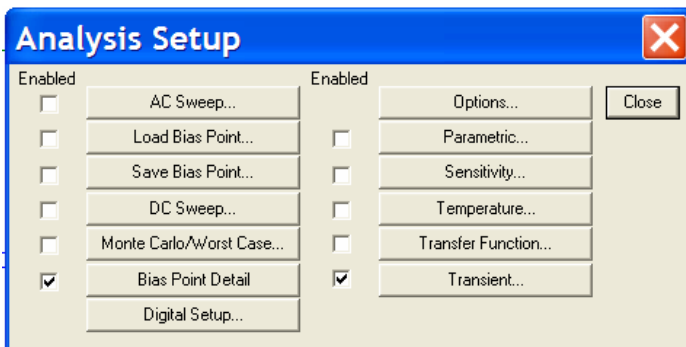 Analysis Setup
Enabled Enabled
AC Sweep... Options... Close
Load Bias Point... Parametric...
Save Bias Point... Sensitivity...
DC Sweep... Temperature...
Monte Carlo/Worst Case... Transfer Function...
Bias Point Detail Transient...
Digital Setup...